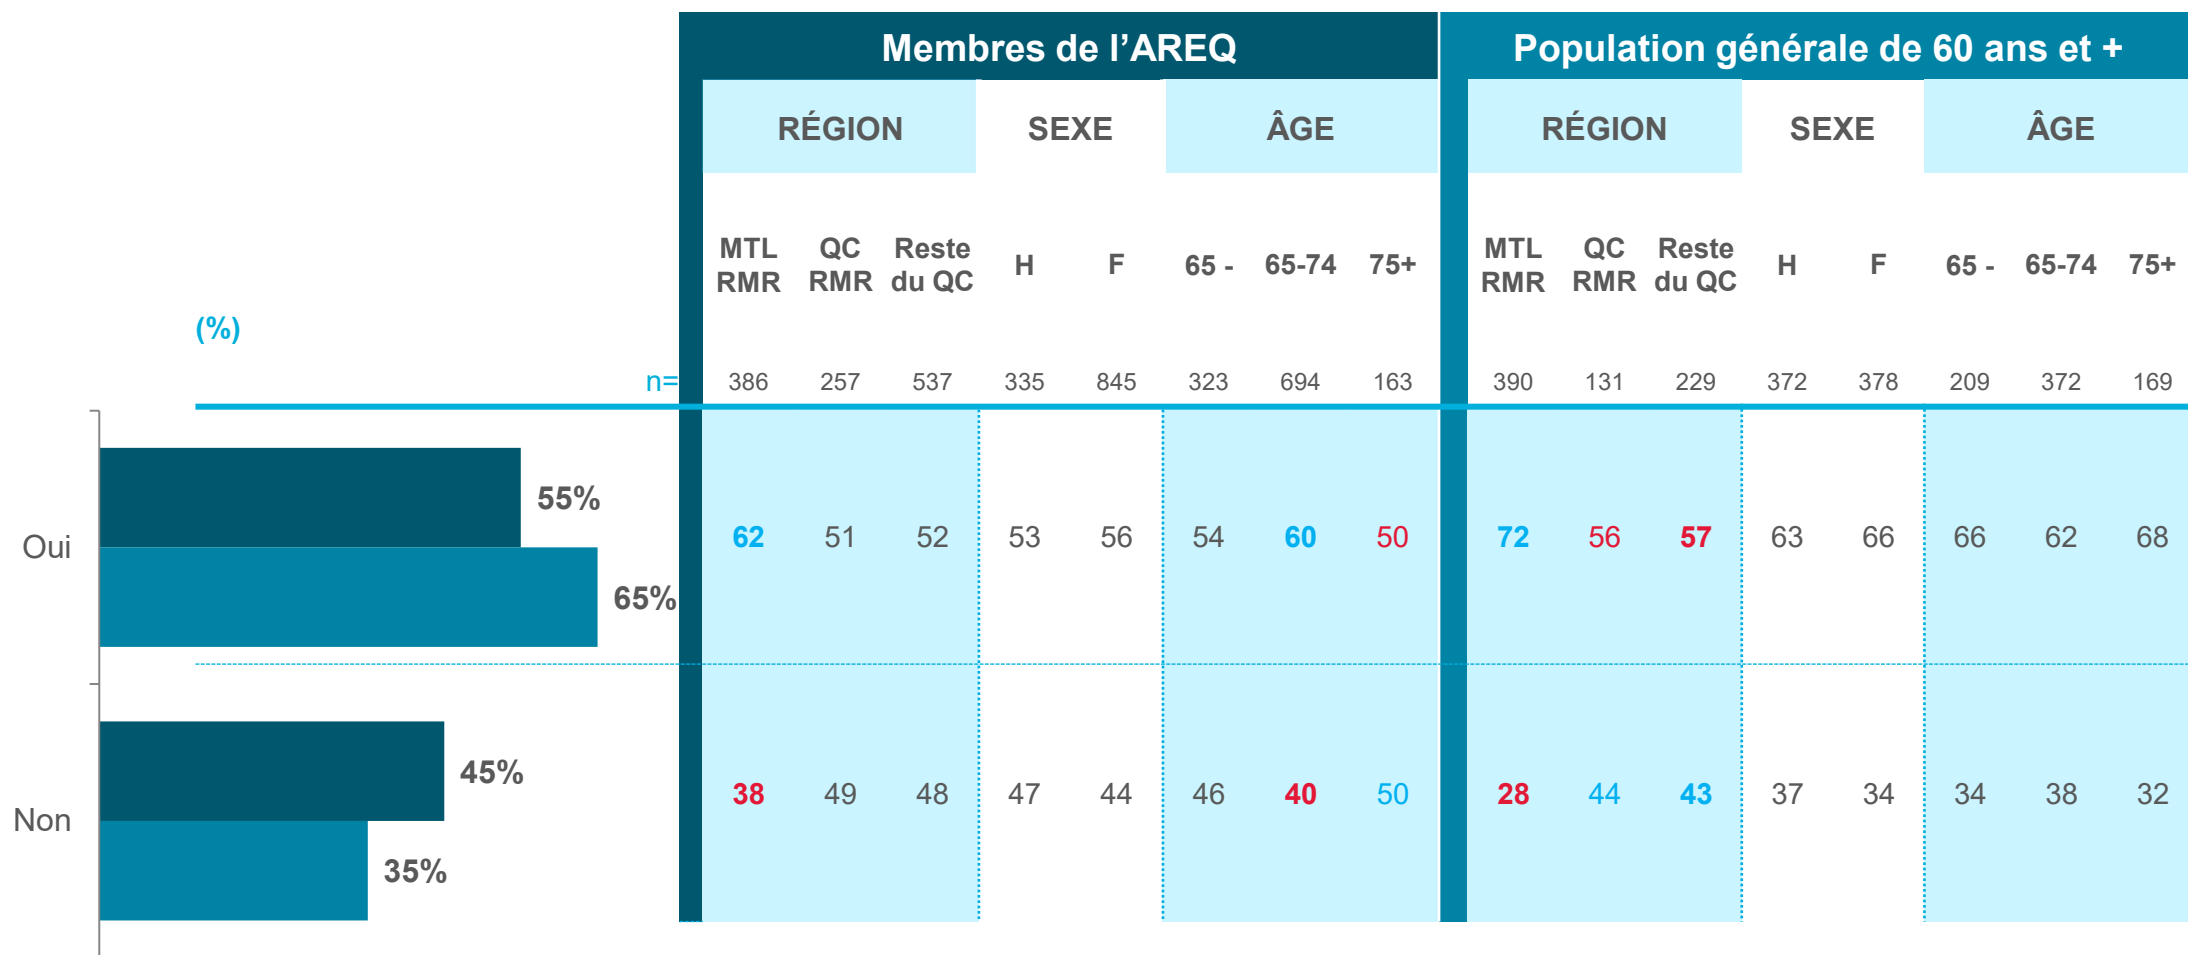 Membres de l’AREQ Population générale de 60 ans et +
RÉGION SEXE ÂGE RÉGION SEXE ÂGE
MTL RMR QC RMR Reste du QC H F 65 - 65-74 75+ MTL RMR QC RMR Reste du QC H F 65 - 65-74 75+
(%)
n= 386 257 537 335 845 323 694 163 390 131 229 372 378 209 372 169
55%
Oui 62 51 52 53 56 54 60 50 72 56 57 63 66 66 62 68
65%
45%
Non 38 49 48 47 44 46 40 50 28 44 43 37 34 34 38 32
35%